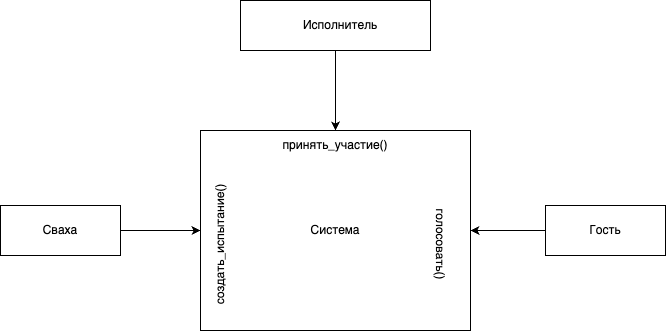 Исполнитель
принять_участие()
создать_испытание()
Сваха
Система
голосовать()
Гость